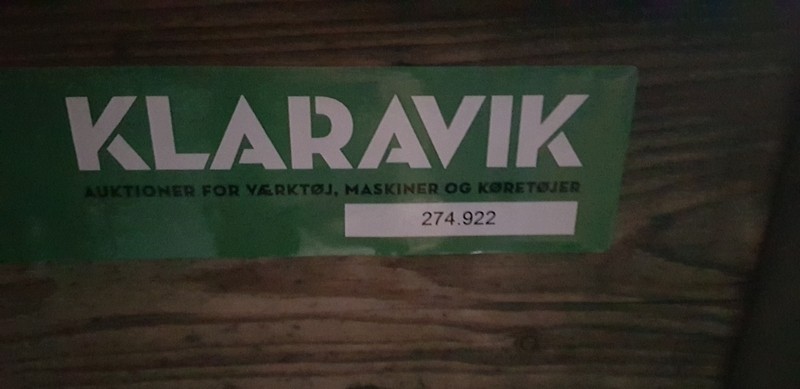 KLARAVIK
AUKTIONER FOR VÆRKTØJ, MASKINER OG KØRETØJER
274.922